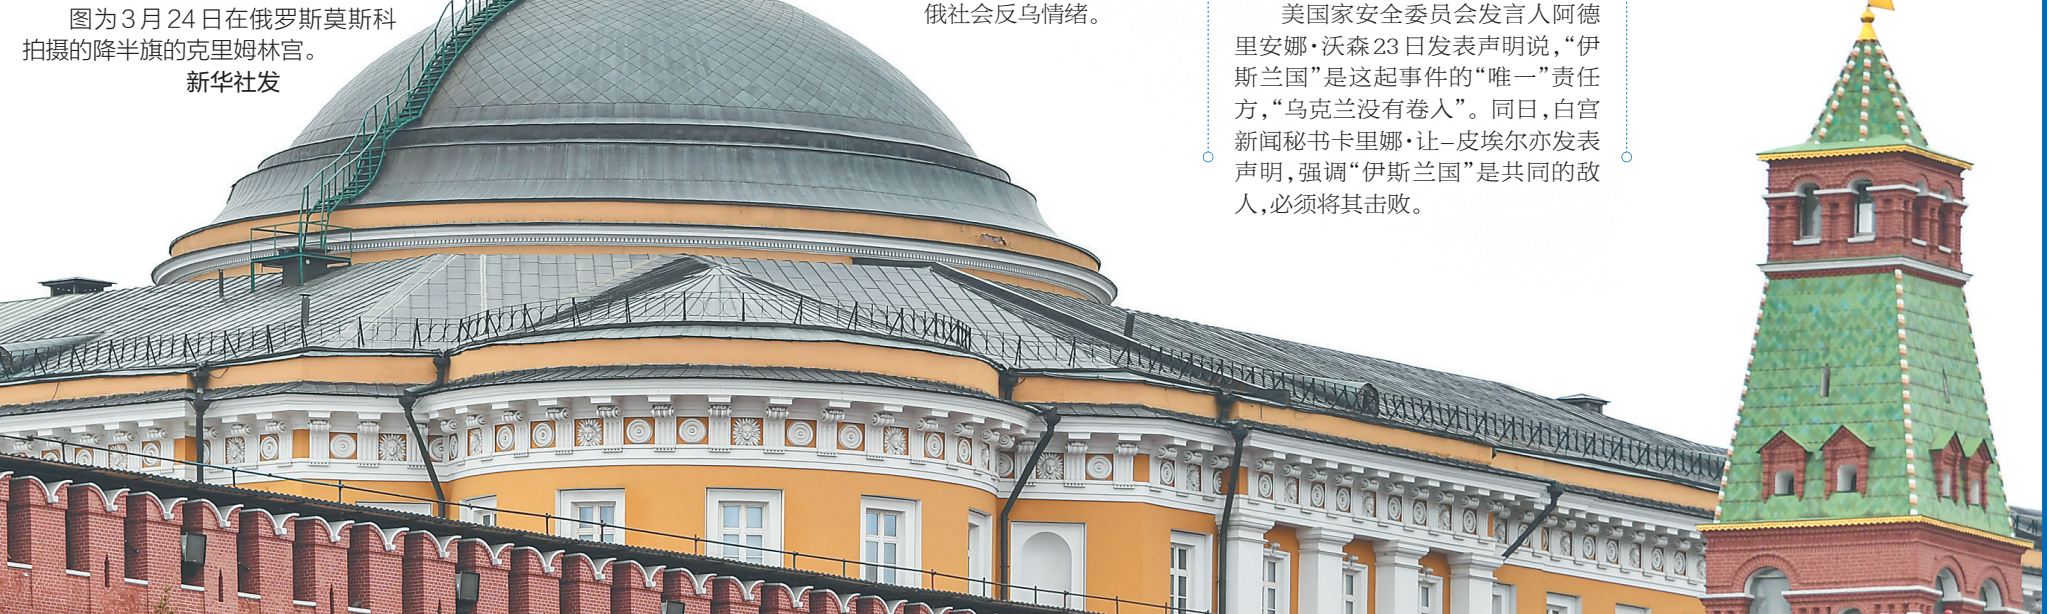 图为3月24日在俄罗斯莫斯科
拍摄的降半旗的克里姆林宫。
新华社发
俄社会反乌情绪。
美国家安全委员会发言人阿德
里安娜·沃森23日发表声明说，“伊
斯兰国”是这起事件的“唯一”责任
方，“乌克兰没有卷入”。同日，白宫
新闻秘书卡里娜·让–皮埃尔亦发表
声明，强调“伊斯兰国”是共同的敌
人，必须将其击败。